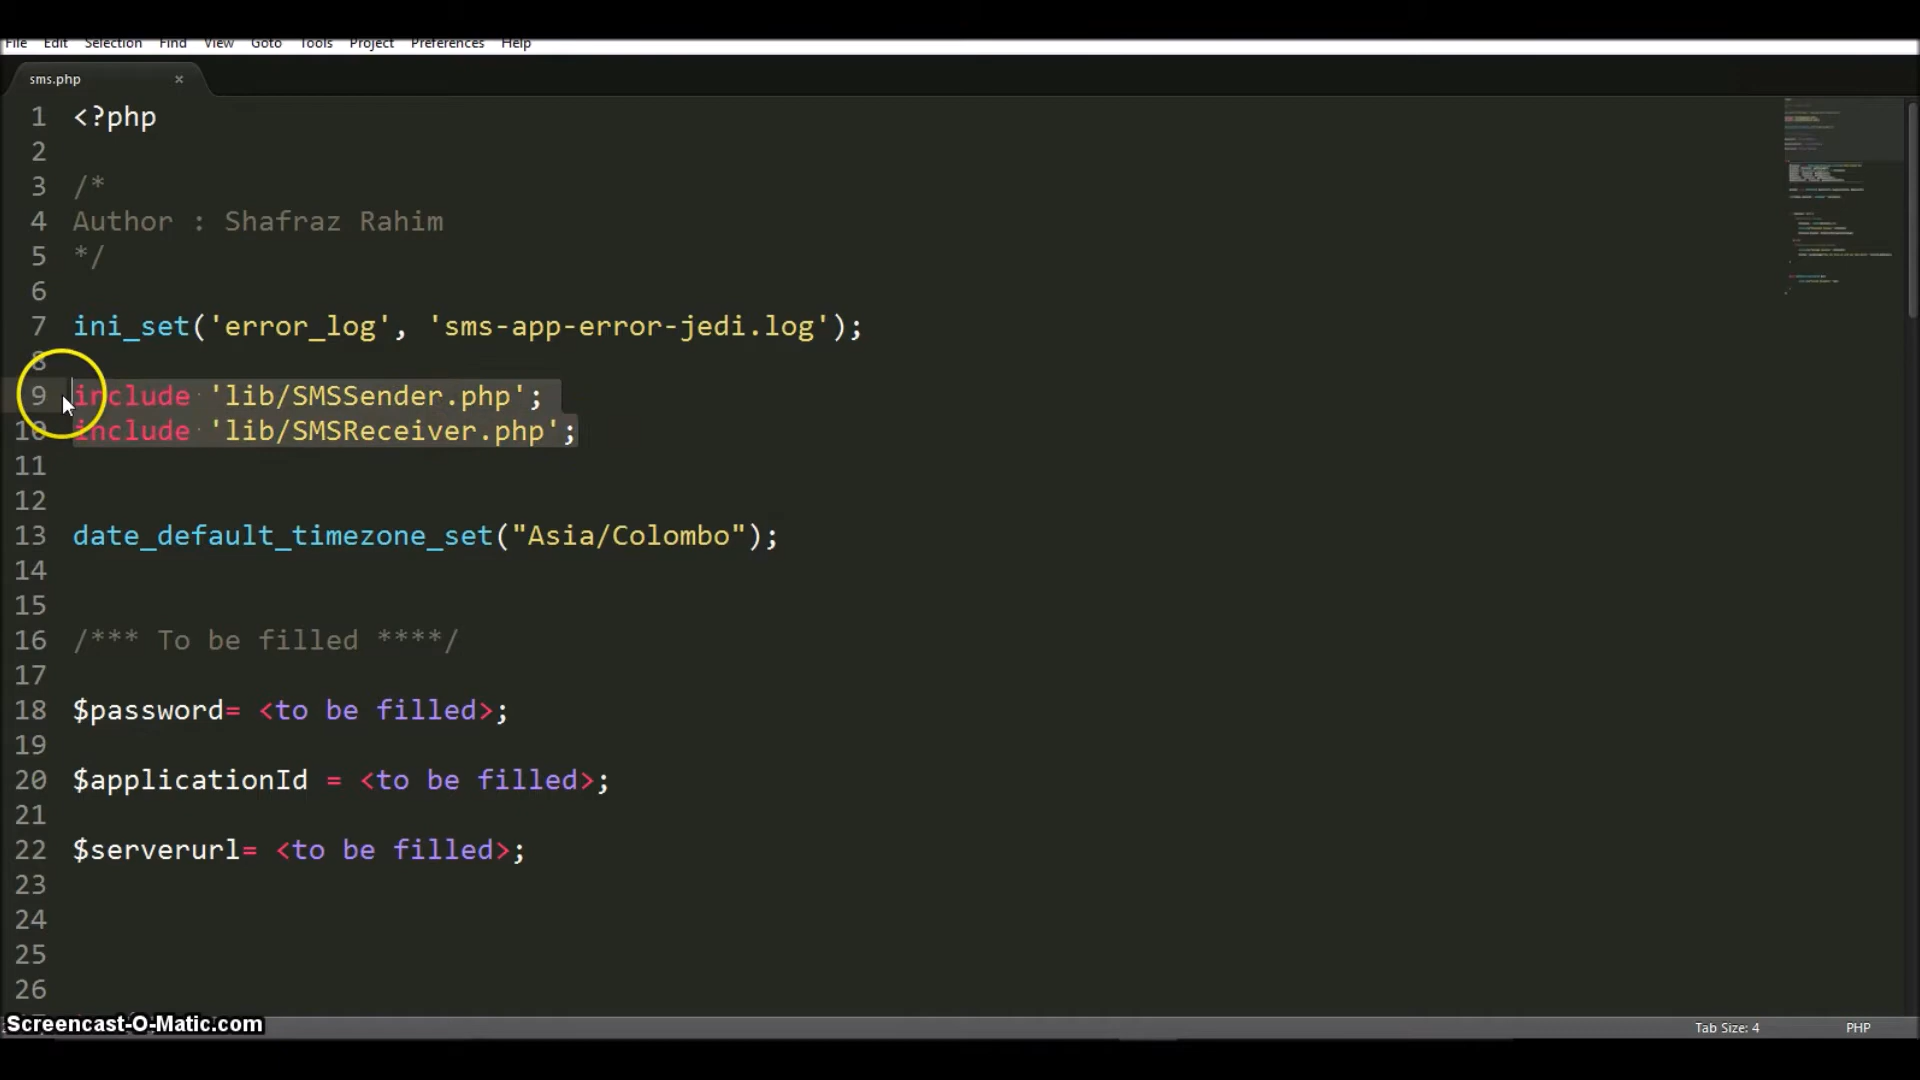 File Edit Selection Find View Goto Tools Project Preferences Help
sms.php ×
1 <?php
2
3 /*
4 Author : Shafraz Rahim
5 */
6
7 ini_set('error_log', 'sms-app-error-jedi.log');
8
9 include 'lib/SMSSender.php';
10 include 'lib/SMSReceiver.php';
11
12
13 date_default_timezone_set("Asia/Colombo");
14
15
16 /*** To be filled ****/
17
18 $password= <to be filled>;
19
20 $applicationId = <to be filled>;
21
22 $serverurl= <to be filled>;
23
24
25
26
Screencast-O-Matic.com
Tab Size: 4 PHP